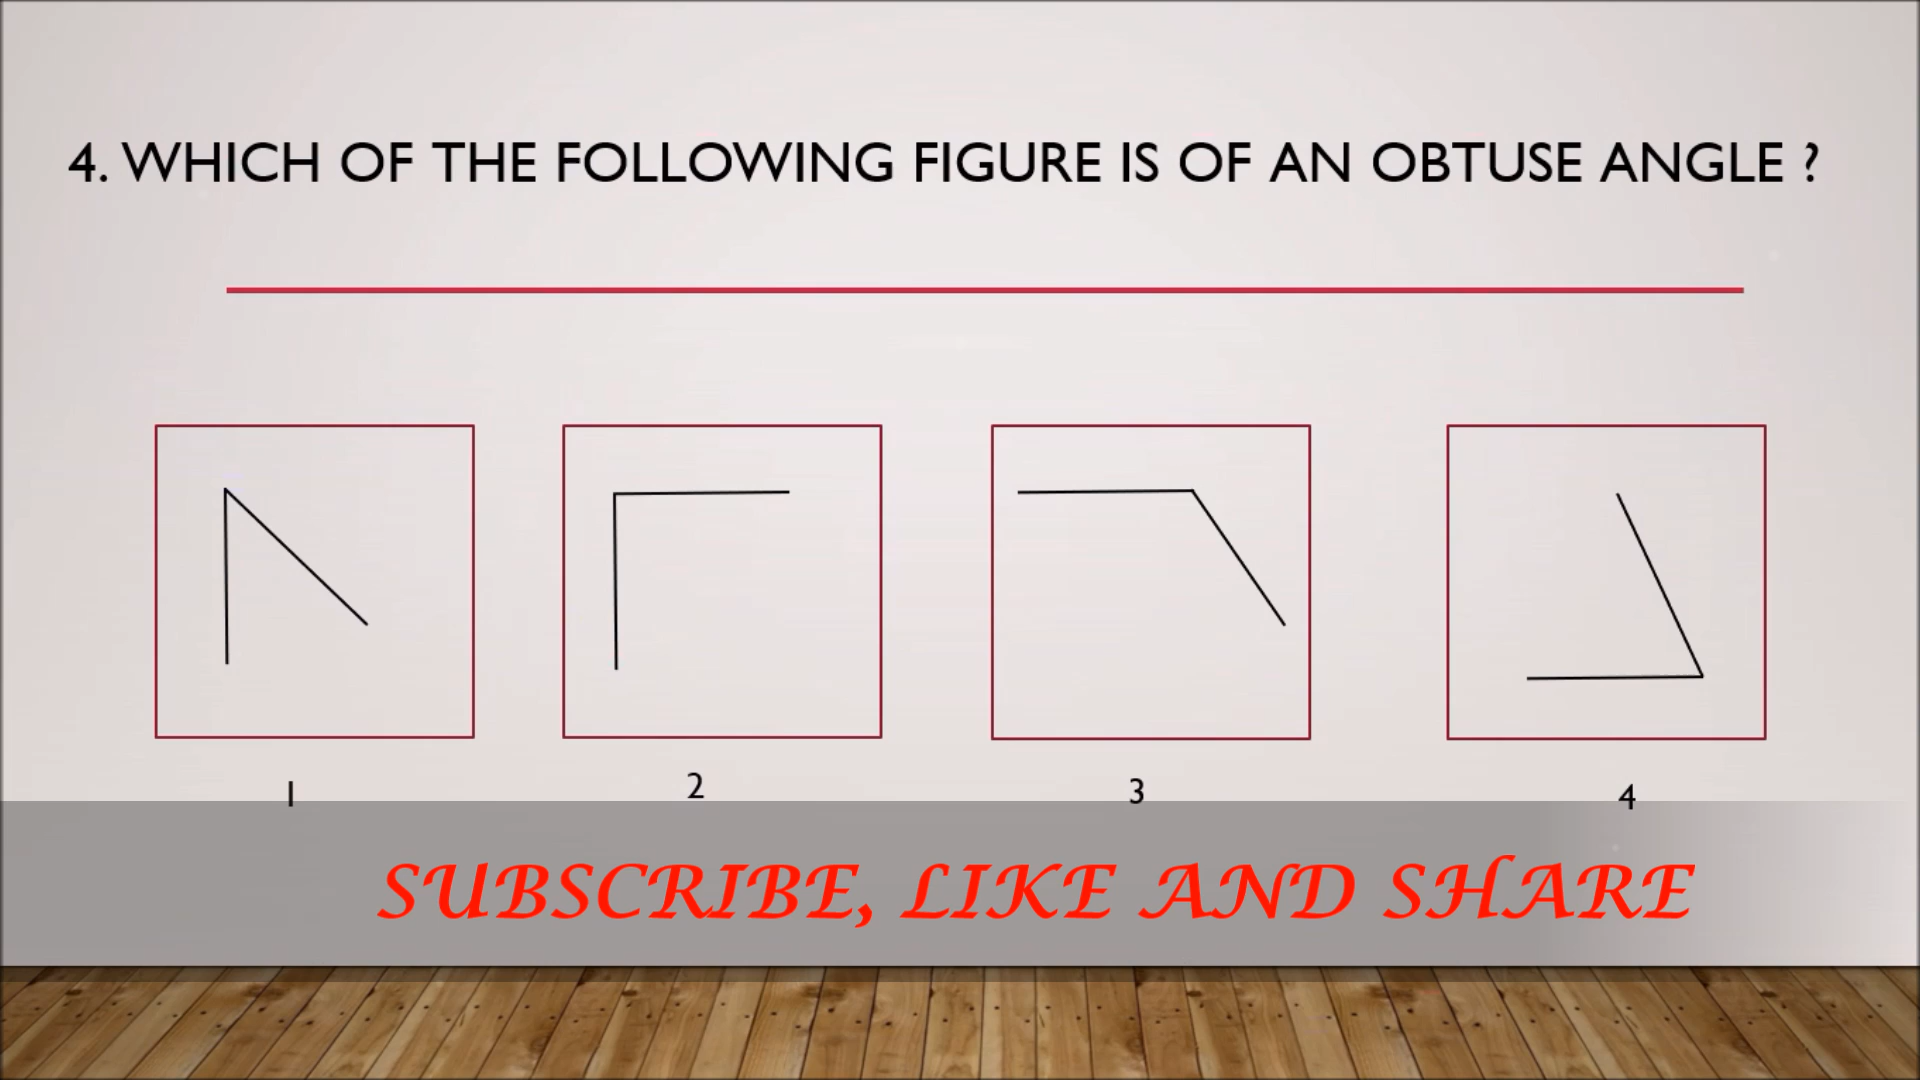 4. WHICH OF THE FOLLOWING FIGURE IS OF AN OBTUSE ANGLE ?
1 2 3 4
SUBSCRIBE, LIKE AND SHARE